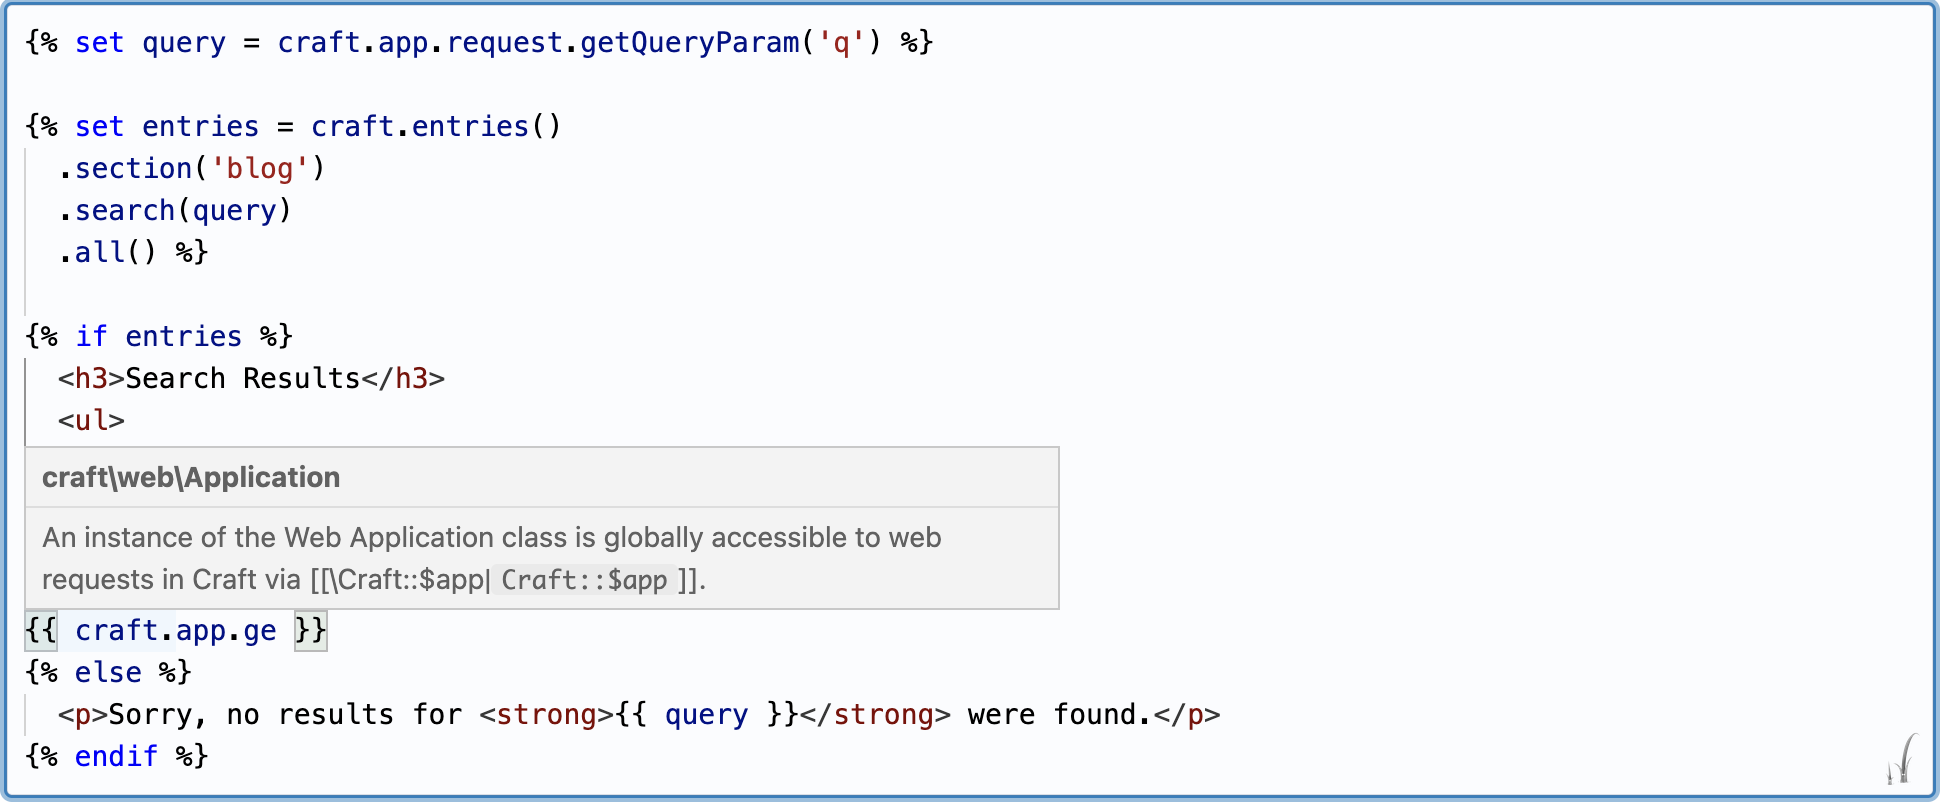 {% set query = craft.app.request.getQueryParam('q') %}
{% set entries = craft.entries()
.section('blog')
.search(query)
.all() %}
{% if entries %}
<h3>Search Results</h3>
<ul>
craft\web\Application
An instance of the Web Application class is globally accessible to web
requests in Craft via [[\Craft::$app| Craft::$app ]].
{{ craft.app.ge }}
{% else %}
<p>Sorry, no results for <strong>{{ query }}</strong> were found.</p>
{% endif %}